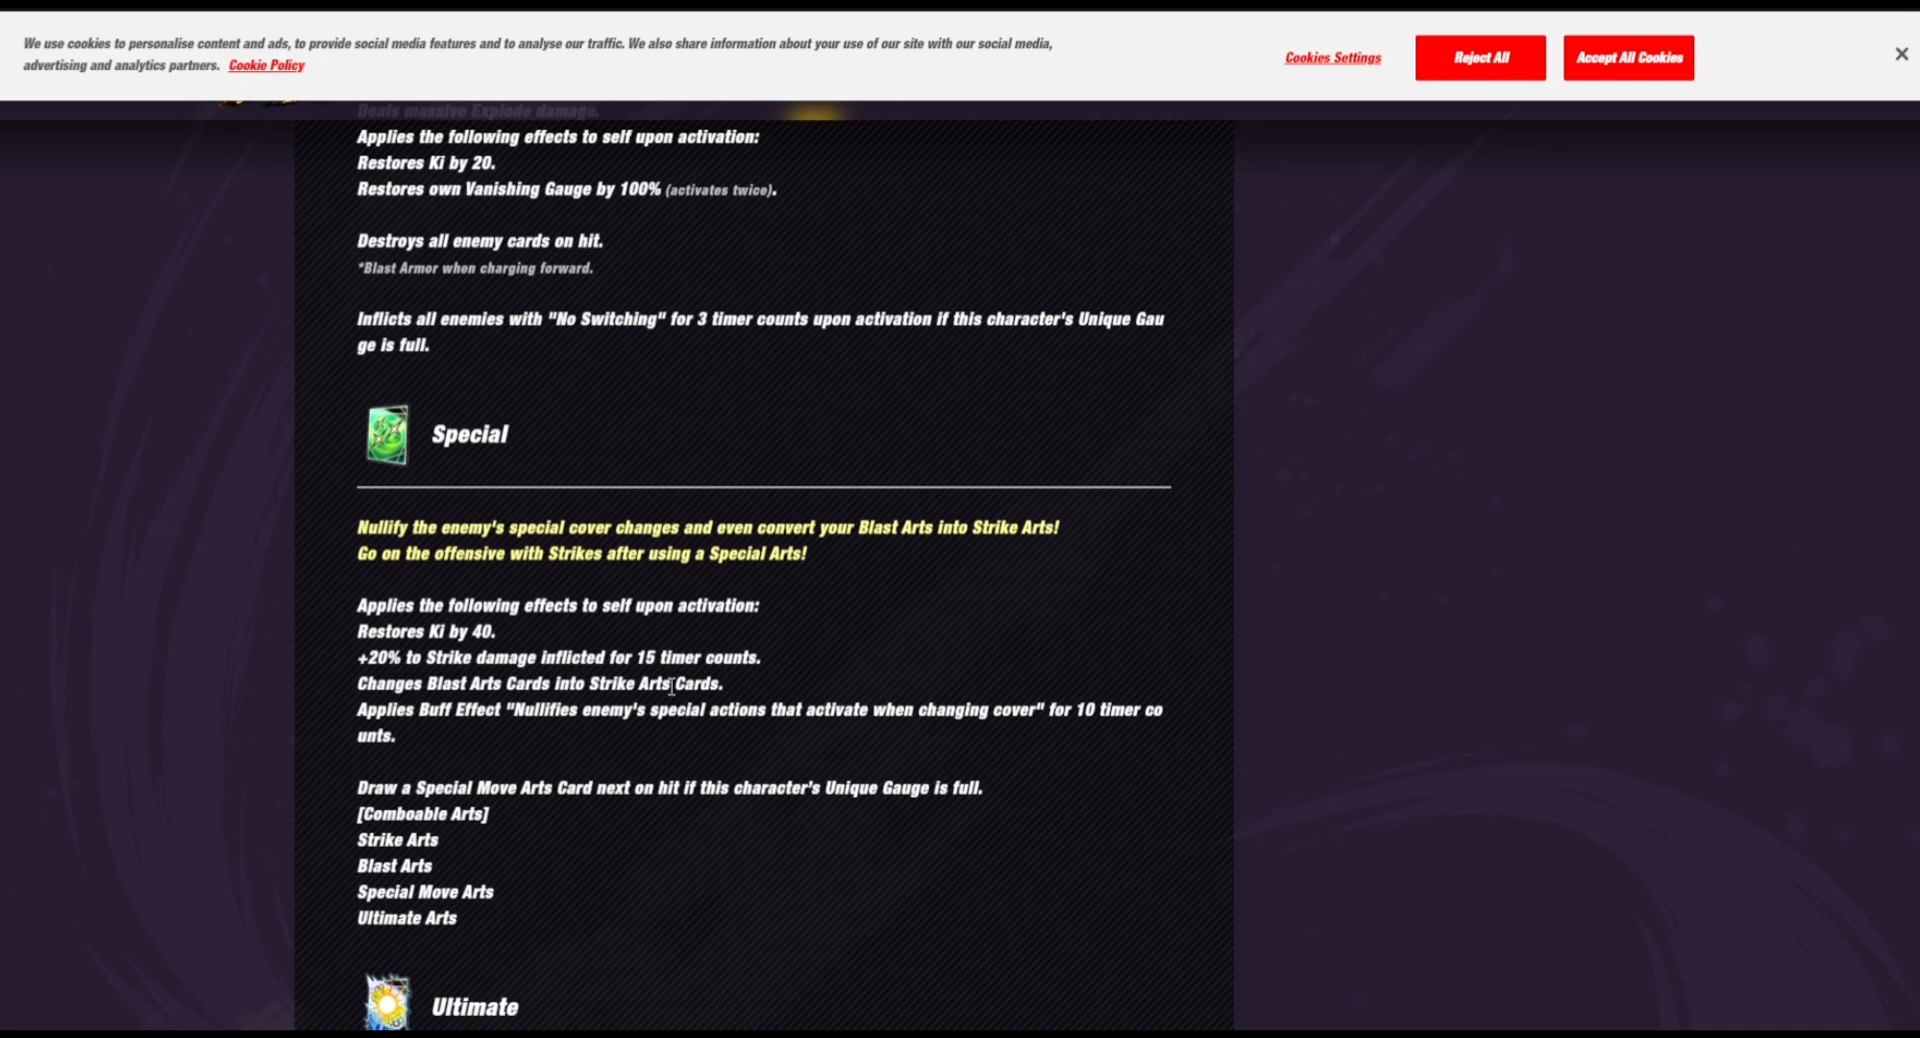 We use cookies to personalise content and ads, to provide social media features and to analyse our traffic. We also share information about your use of our site with our social media,
advertising and analytics partners. Cookie Policy
Cookies Settings
Reject All
Accept All Cookies
Deals massive Explode damage.
Applies the following effects to self upon activation:
Restores Ki by 20.
Restores own Vanishing Gauge by 100% (activates twice).
Destroys all enemy cards on hit.
*Blast Armor when charging forward.
Inflicts all enemies with "No Switching" for 3 timer counts upon activation if this character's Unique Gau
ge is full.
Special
Nullify the enemy's special cover changes and even convert your Blast Arts into Strike Arts!
Go on the offensive with Strikes after using a Special Arts!
Applies the following effects to self upon activation:
Restores Ki by 40.
+20% to Strike damage inflicted for 15 timer counts.
Changes Blast Arts Cards into Strike Arts Cards.
Applies Buff Effect "Nullifies enemy's special actions that activate when changing cover" for 10 timer co
unts.
Draw a Special Move Arts Card next on hit if this character's Unique Gauge is full.
[Comboable Arts]
Strike Arts
Blast Arts
Special Move Arts
Ultimate Arts
Ultimate